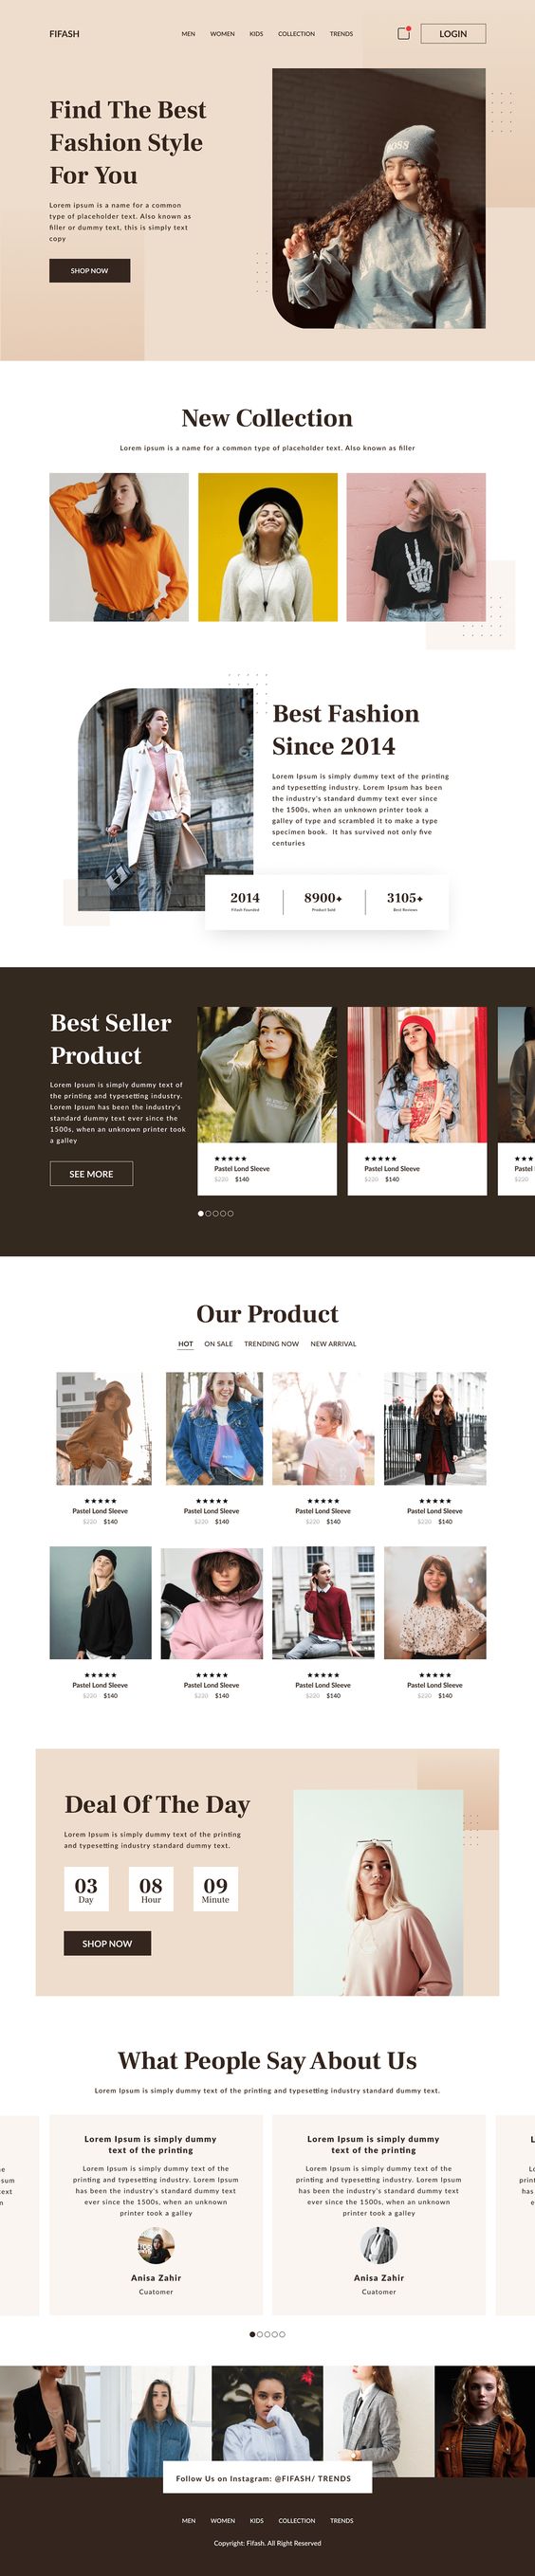 FIFASH
MEN WOMEN KIDS COLLECTION TRENDS
LOGIN
Find The Best
Fashion Style
For You
Lorem ipsum is a name for a common
type of placeholder text. Also known as
filler or dummy text, this is simply text
copy
SHOP NOW
New Collection
Lorem ipsum is a name for a common type of placeholder text. Also known as filler
Best Fashion
Since 2014
Lorem Ipsum is simply dummy text of the printing
and typesetting industry. Lorem Ipsum has been
the industry's standard dummy text ever since
the 1500s, when an unknown printer took a
galley of type and scrambled it to make a type
specimen book. It has survived not only five
centuries
2014 8900+ 3105+
Fifash Founded Product Sold Best Reviews
Best Seller
Product
Lorem Ipsum is simply dummy text of
the printing and typesetting industry.
Lorem Ipsum has been the industry's
standard dummy text ever since the
1500s, when an unknown printer took
a galley
SEE MORE
★★★★★ ★★★★★ ★★★
Pastel Lond Sleeve Pastel Lond Sleeve Pastel
$220 $140 $220 $140 $220
Our Product
HOT ON SALE TRENDING NOW NEW ARRIVAL
★★★★★ ★★★★★ ★★★★★ ★★★★★
Pastel Lond Sleeve Pastel Lond Sleeve Pastel Lond Sleeve Pastel Lond Sleeve
$220 $140 $220 $140 $220 $140 $220 $140
★★★★★ ★★★★★ ★★★★★ ★★★★★
Pastel Lond Sleeve Pastel Lond Sleeve Pastel Lond Sleeve Pastel Lond Sleeve
$220 $140 $220 $140 $220 $140 $220 $140
Deal Of The Day
Lorem Ipsum is simply dummy text of the printing
and typesetting industry standard dummy text.
03 08 09
Day Hour Minute
SHOP NOW
What People Say About Us
Lorem Ipsum is simply dummy text of the printing and typesetting industry standard dummy text.
Lorem Ipsum is simply dummy
text of the printing
Lorem Ipsum is simply dummy text of the
printing and typesetting industry. Lorem Ipsum
has been the industry's standard dummy text
ever since the 1500s, when an unknown
printer took a galley
Anisa Zahir
Cuatomer
Lorem Ipsum is simply dummy
text of the printing
Lorem Ipsum is simply dummy text of the
printing and typesetting industry. Lorem Ipsum
has been the industry's standard dummy text
ever since the 1500s, when an unknown
printer took a galley
Anisa Zahir
Cuatomer
Follow Us on Instagram: @FIFASH/ TRENDS
MEN WOMEN KIDS COLLECTION TRENDS
Copyright: Fifash. All Right Reserved